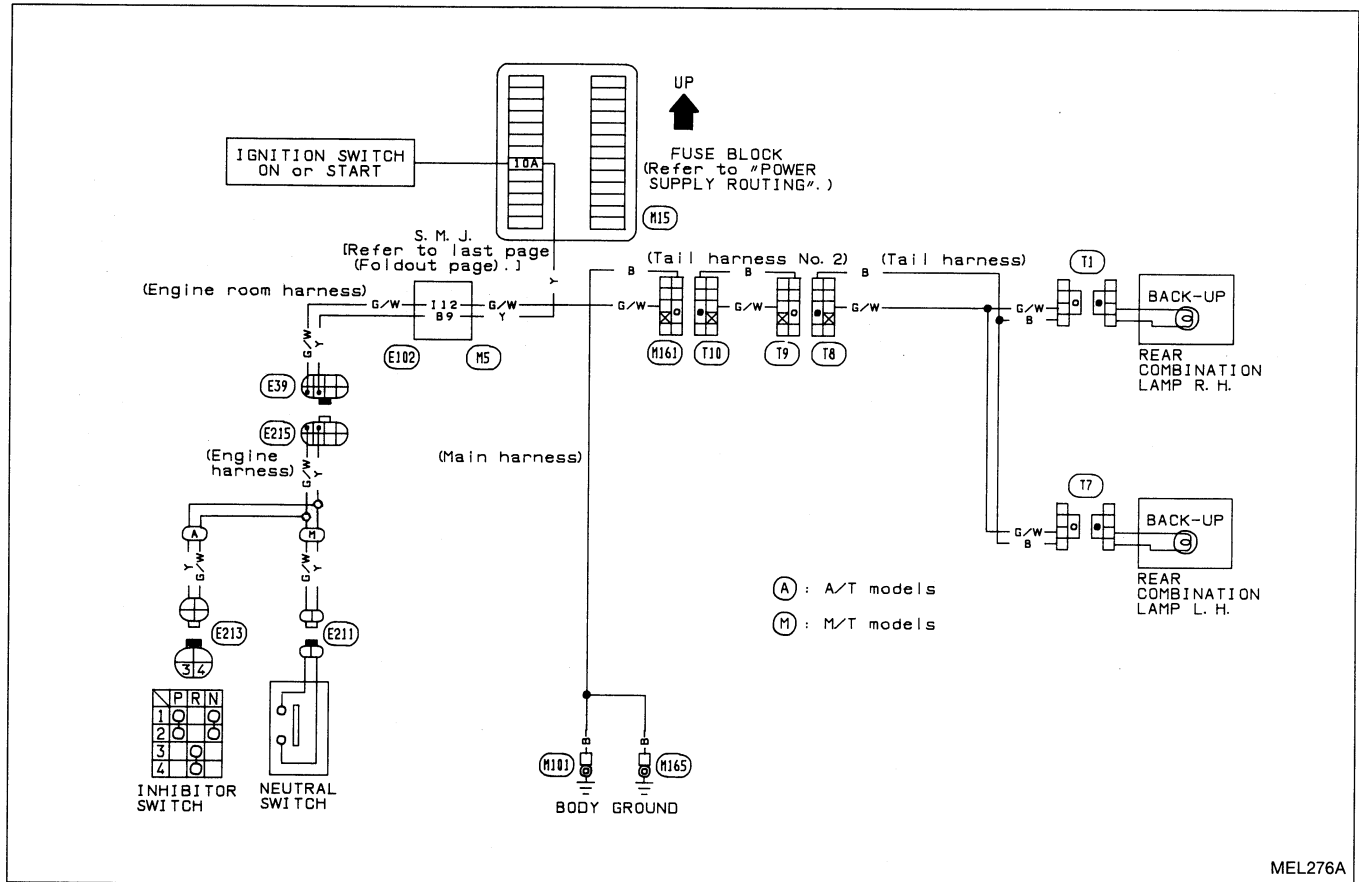 UP
IGNITION SWITCH
ON or START
10A
FUSE BLOCK
(Refer to "POWER
SUPPLY ROUTING".)
M15
S. M. J.
[Refer to last page
(Foldout page).]
Y
(Engine room harness)
G/W
I12
G/W
B9
Y
E102
M5
G/W
Y
B
(Tail harness No. 2)
B
B
(Tail harness)
G/W
G/W
G/W
M161
T10
T9
T8
T1
G/W
B
BACK-UP
REAR
COMBINATION
LAMP R. H.
E39
E215
(Engine
harness)
G/W
Y
(Main harness)
A
M
Y
G/W
G/W
Y
E213
E211
3 4
P R N
1
2
3
4
INHIBITOR
SWITCH
NEUTRAL
SWITCH
T7
G/W
B
BACK-UP
REAR
COMBINATION
LAMP L. H.
A : A/T models
M : M/T models
B
B
M101
M165
BODY GROUND
MEL276A